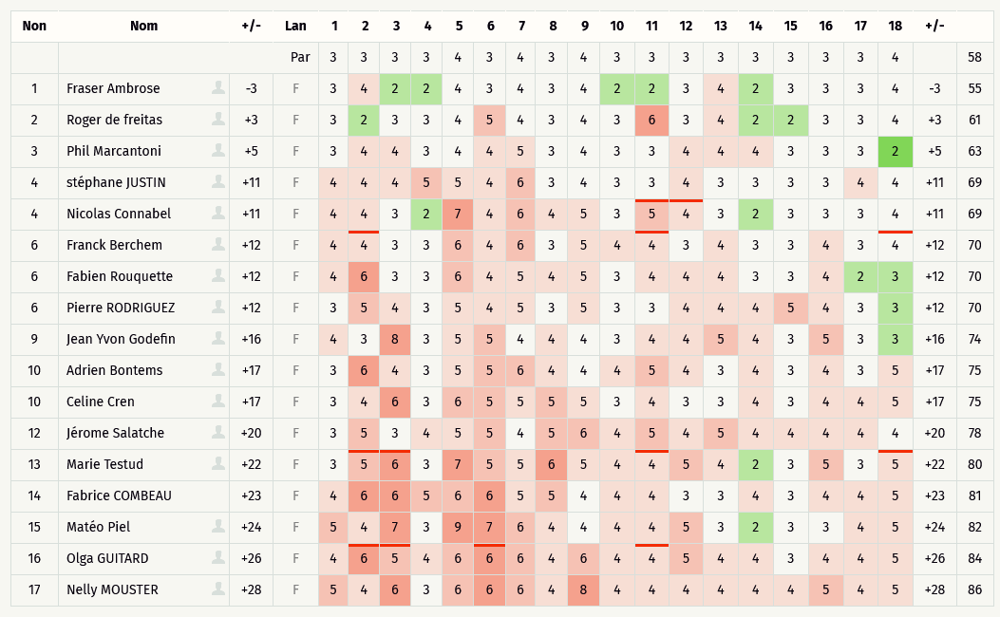 Non Nom +/- Lan 1 2 3 4 5 6 7 8 9 10 11 12 13 14 15 16 17 18 +/-
Par 3 3 3 3 4 3 4 3 4 3 3 3 3 3 3 3 3 4 58
1 Fraser Ambrose -3 F 3 4 2 2 4 3 4 3 4 2 2 3 4 2 3 3 3 4 -3 55
2 Roger de freitas +3 F 3 2 3 3 4 5 4 3 4 3 6 3 4 2 2 3 3 4 +3 61
3 Phil Marcantoni +5 F 3 4 4 3 4 4 5 3 4 3 3 4 4 4 3 3 3 2 +5 63
4 stéphane JUSTIN +11 F 4 4 4 5 5 4 6 3 4 3 3 4 3 3 3 3 4 4 +11 69
4 Nicolas Connabel +11 F 4 4 3 2 7 4 6 4 5 3 5 4 3 2 3 3 3 4 +11 69
6 Franck Berchem +12 F 4 4 3 3 6 4 6 3 5 4 4 3 4 3 3 4 3 4 +12 70
6 Fabien Rouquette +12 F 4 6 3 3 6 4 5 4 5 3 4 4 4 3 3 4 2 3 +12 70
6 Pierre RODRIGUEZ +12 F 3 5 4 3 5 4 5 3 5 3 3 4 4 4 5 4 3 3 +12 70
9 Jean Yvon Godefin +16 F 4 3 8 3 5 5 4 4 4 3 4 4 5 4 3 5 3 3 +16 74
10 Adrien Bontems +17 F 3 6 4 3 5 5 6 4 4 4 5 4 3 4 3 4 3 5 +17 75
10 Celine Cren +17 F 3 4 6 3 6 5 5 5 5 3 4 3 3 4 3 4 4 5 +17 75
12 Jérome Salatche +20 F 3 5 3 4 5 5 4 5 6 4 5 4 5 4 4 4 4 4 +20 78
13 Marie Testud +22 F 3 5 6 3 7 5 5 6 5 4 4 5 4 2 3 5 3 5 +22 80
14 Fabrice COMBEAU +23 F 4 6 6 5 6 6 5 5 4 4 4 3 3 4 3 4 4 5 +23 81
15 Matéo Piel +24 F 5 4 7 3 9 7 6 4 4 4 4 5 3 2 3 3 4 5 +24 82
16 Olga GUITARD +26 F 4 6 5 4 6 6 6 4 6 4 4 5 4 4 3 4 4 5 +26 84
17 Nelly MOUSTER +28 F 5 4 6 3 6 6 6 4 8 4 4 4 4 4 4 5 4 5 +28 86